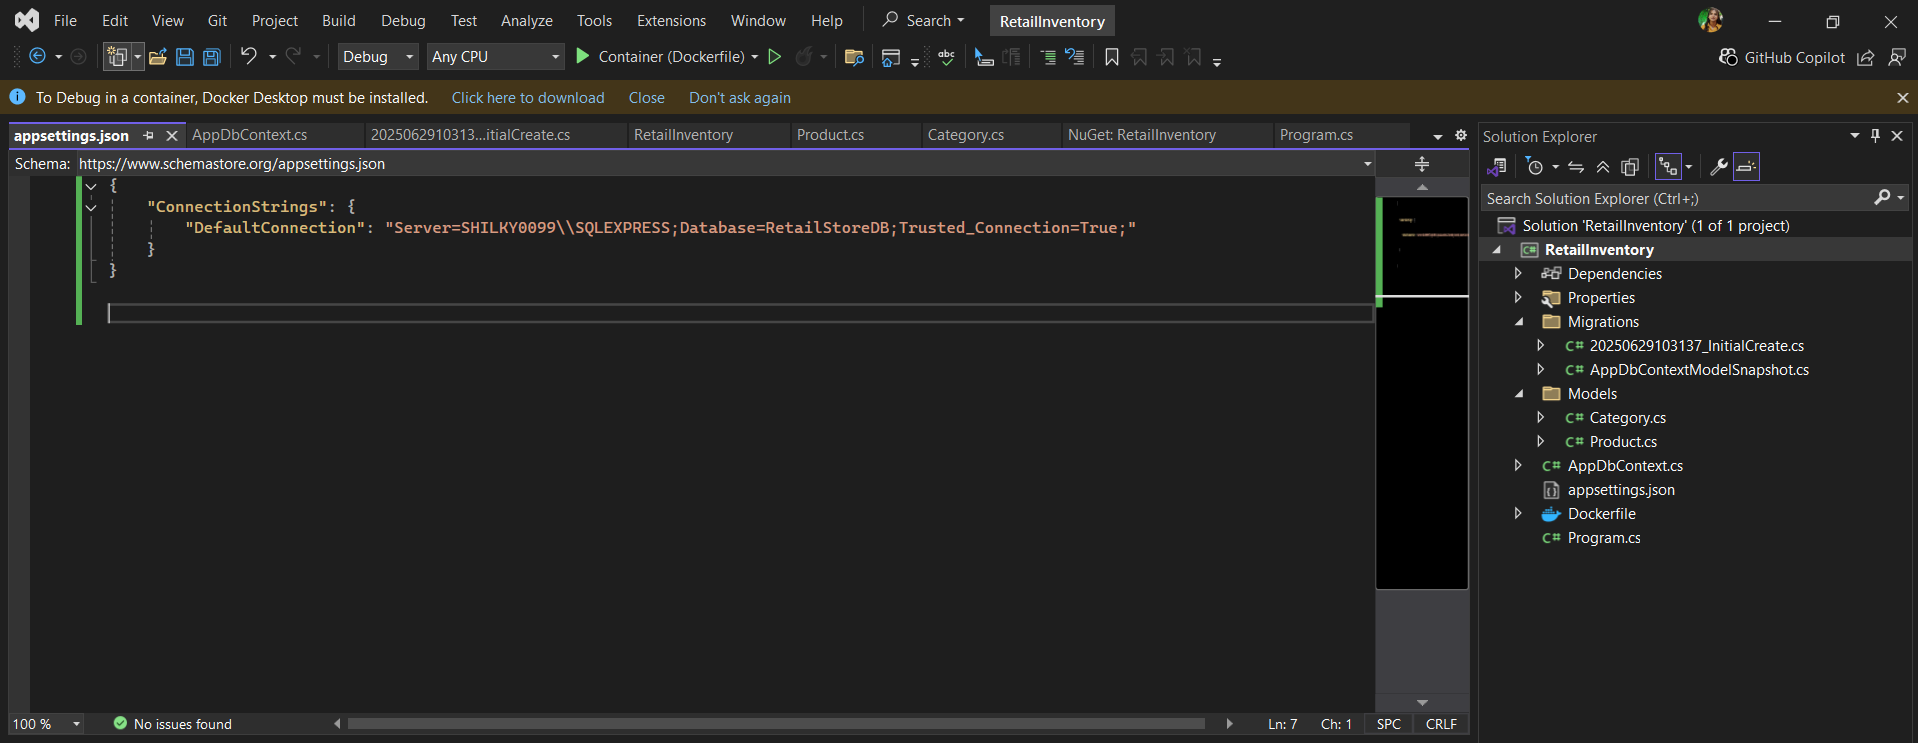 File Edit View Git Project Build Debug Test Analyze Tools Extensions Window Help Search RetailInventory
Debug Any CPU Container (Dockerfile) abc GitHub Copilot
To Debug in a container, Docker Desktop must be installed. Click here to download Close Don't ask again
appsettings.json AppDbContext.cs 2025062910313...itialCreate.cs RetailInventory Product.cs Category.cs NuGet: RetailInventory Program.cs
Schema: https://www.schemastore.org/appsettings.json
{
"ConnectionStrings": {
"DefaultConnection": "Server=SHILKY0099\\SQLEXPRESS;Database=RetailStoreDB;Trusted_Connection=True;"
}
}
100 % No issues found Ln: 7 Ch: 1 SPC CRLF
Solution Explorer
Search Solution Explorer (Ctrl+;)
Solution 'RetailInventory' (1 of 1 project)
C# RetailInventory
Dependencies
Properties
Migrations
C# 20250629103137_InitialCreate.cs
C# AppDbContextModelSnapshot.cs
Models
C# Category.cs
C# Product.cs
C# AppDbContext.cs
appsettings.json
Dockerfile
C# Program.cs